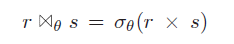 r ⋈θ s = σθ(r × s)